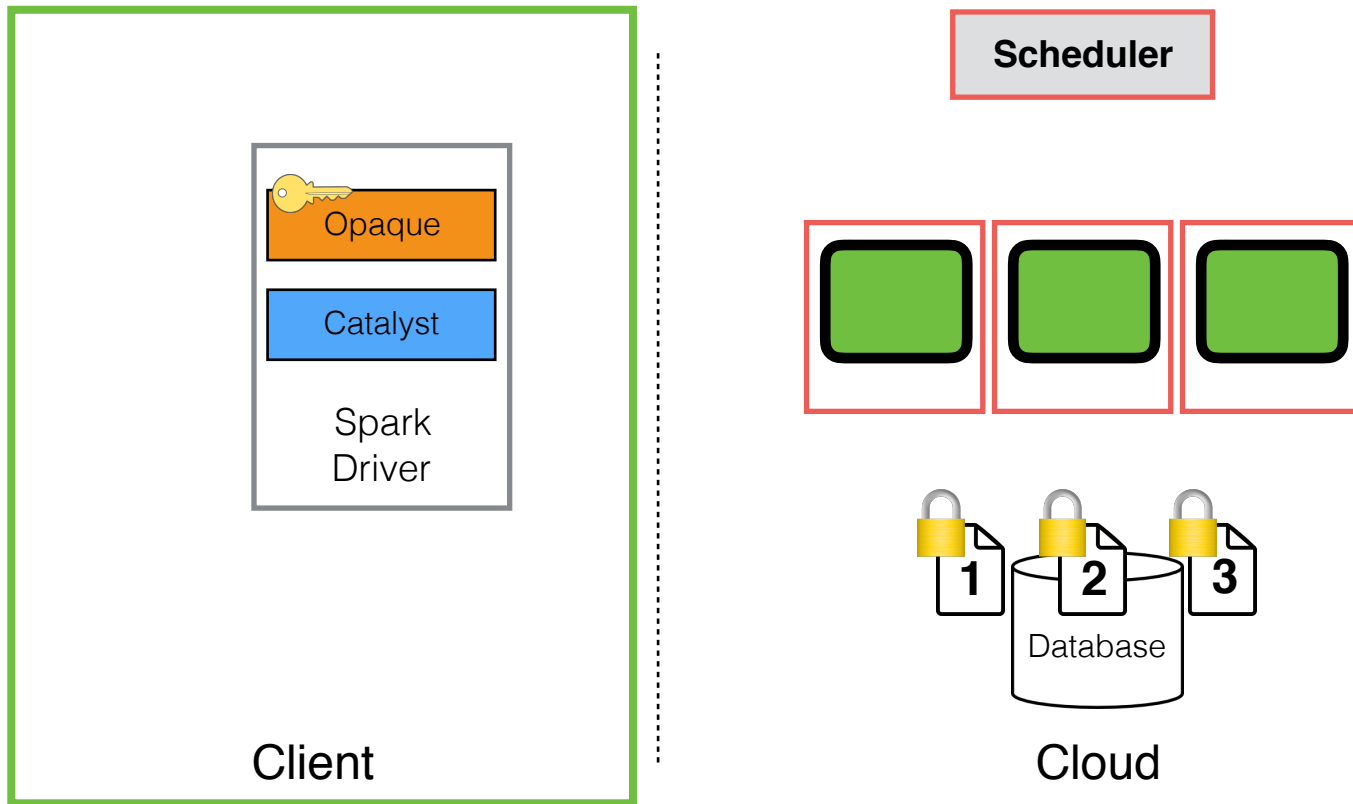 Scheduler
Opaque
Catalyst
Spark
Driver
1
2
3
Database
Client
Cloud